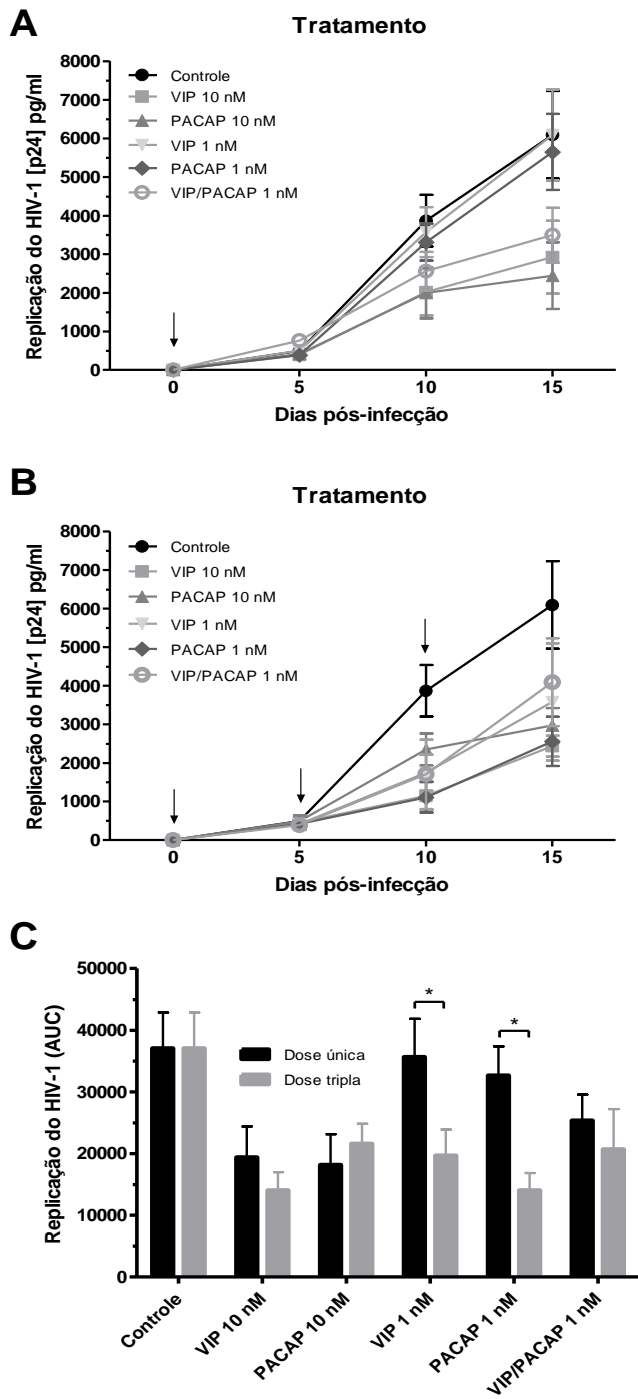 A
Tratamento
Replicação do HIV-1 [p24] pg/ml
8000
7000
6000
5000
4000
3000
2000
1000
0
Controle
VIP 10 nM
PACAP 10 nM
VIP 1 nM
PACAP 1 nM
VIP/PACAP 1 nM
0 5 10 15
Dias pós-infecção
B
Tratamento
Replicação do HIV-1 [p24] pg/ml
8000
7000
6000
5000
4000
3000
2000
1000
0
Controle
VIP 10 nM
PACAP 10 nM
VIP 1 nM
PACAP 1 nM
VIP/PACAP 1 nM
0 5 10 15
Dias pós-infecção
C
Replicação do HIV-1 (AUC)
50000
40000
30000
20000
10000
0
Dose única
Dose tripla
*
*
Controle
VIP 10 nM
PACAP 10 nM
VIP 1 nM
PACAP 1 nM
VIP/PACAP 1 nM